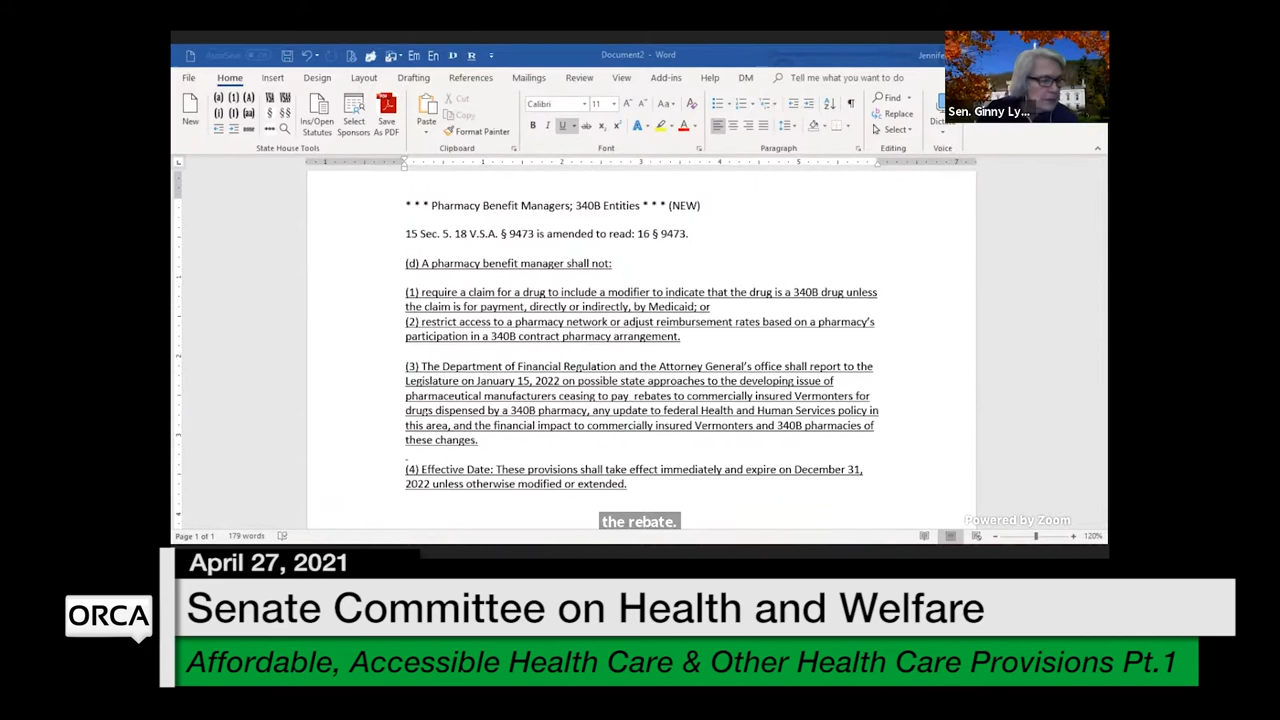 AutoSave
Off
Em
En
D
R
Document2 - Word
Jennife
File
Home
Insert
Design
Layout
Drafting
References
Mailings
Review
View
Add-ins
Help
DM
Tell me what you want to do
New
Ins/Open
Statutes
Select
Sponsors
Save
As PDF
State House Tools
Paste
Cut
Copy
Format Painter
Clipboard
Calibri
11
Font
Paragraph
Find
Replace
Select
Editing
Dicta
Voice
Sen. Ginny Ly...
* * * Pharmacy Benefit Managers; 340B Entities * * * (NEW)
15 Sec. 5. 18 V.S.A. § 9473 is amended to read: 16 § 9473.
(d) A pharmacy benefit manager shall not:
(1) require a claim for a drug to include a modifier to indicate that the drug is a 340B drug unless
the claim is for payment, directly or indirectly, by Medicaid; or
(2) restrict access to a pharmacy network or adjust reimbursement rates based on a pharmacy's
participation in a 340B contract pharmacy arrangement.
(3) The Department of Financial Regulation and the Attorney General's office shall report to the
Legislature on January 15, 2022 on possible state approaches to the developing issue of
pharmaceutical manufacturers ceasing to pay rebates to commercially insured Vermonters for
drugs dispensed by a 340B pharmacy, any update to federal Health and Human Services policy in
this area, and the financial impact to commercially insured Vermonters and 340B pharmacies of
these changes.
(4) Effective Date: These provisions shall take effect immediately and expire on December 31,
2022 unless otherwise modified or extended.
the rebate.
Powered by Zoom
Page 1 of 1
179 words
120%
April 27, 2021
ORCA
Senate Committee on Health and Welfare
Affordable, Accessible Health Care & Other Health Care Provisions Pt.1